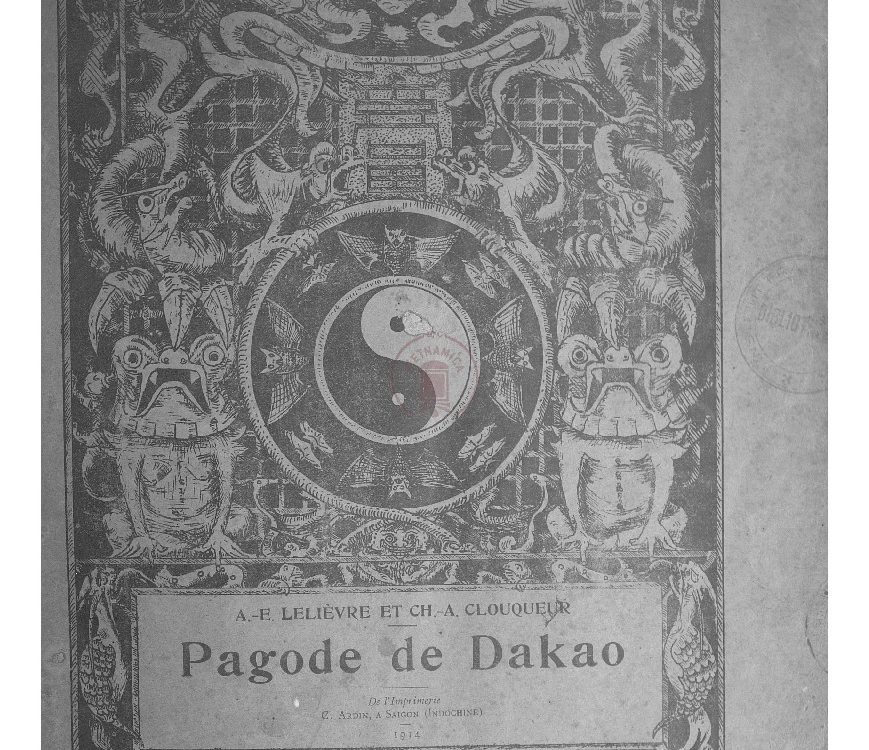 A.-E. LELIÈVRE ET CH.-A. CLOUQUEUR
Pagode de Dakao
De l'Imprimerie
C. ARDIN, A SAIGON (INDOCHINE)
1914